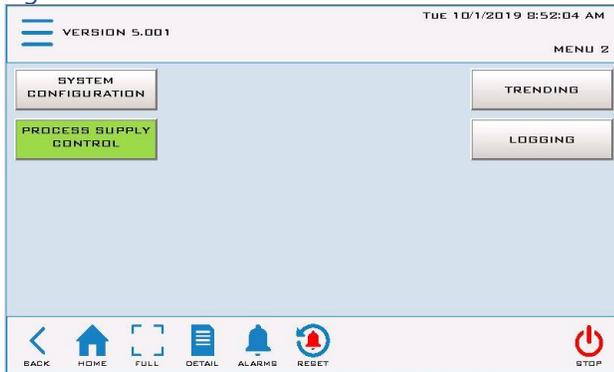 TUE 10/1/2019 8:52:04 AM
VERSION 5.001
MENU 2
SYSTEM
CONFIGURATION
TRENDING
PROCESS SUPPLY
CONTROL
LOGGING
BACK
HOME
FULL
DETAIL
ALARMS
RESET
STOP